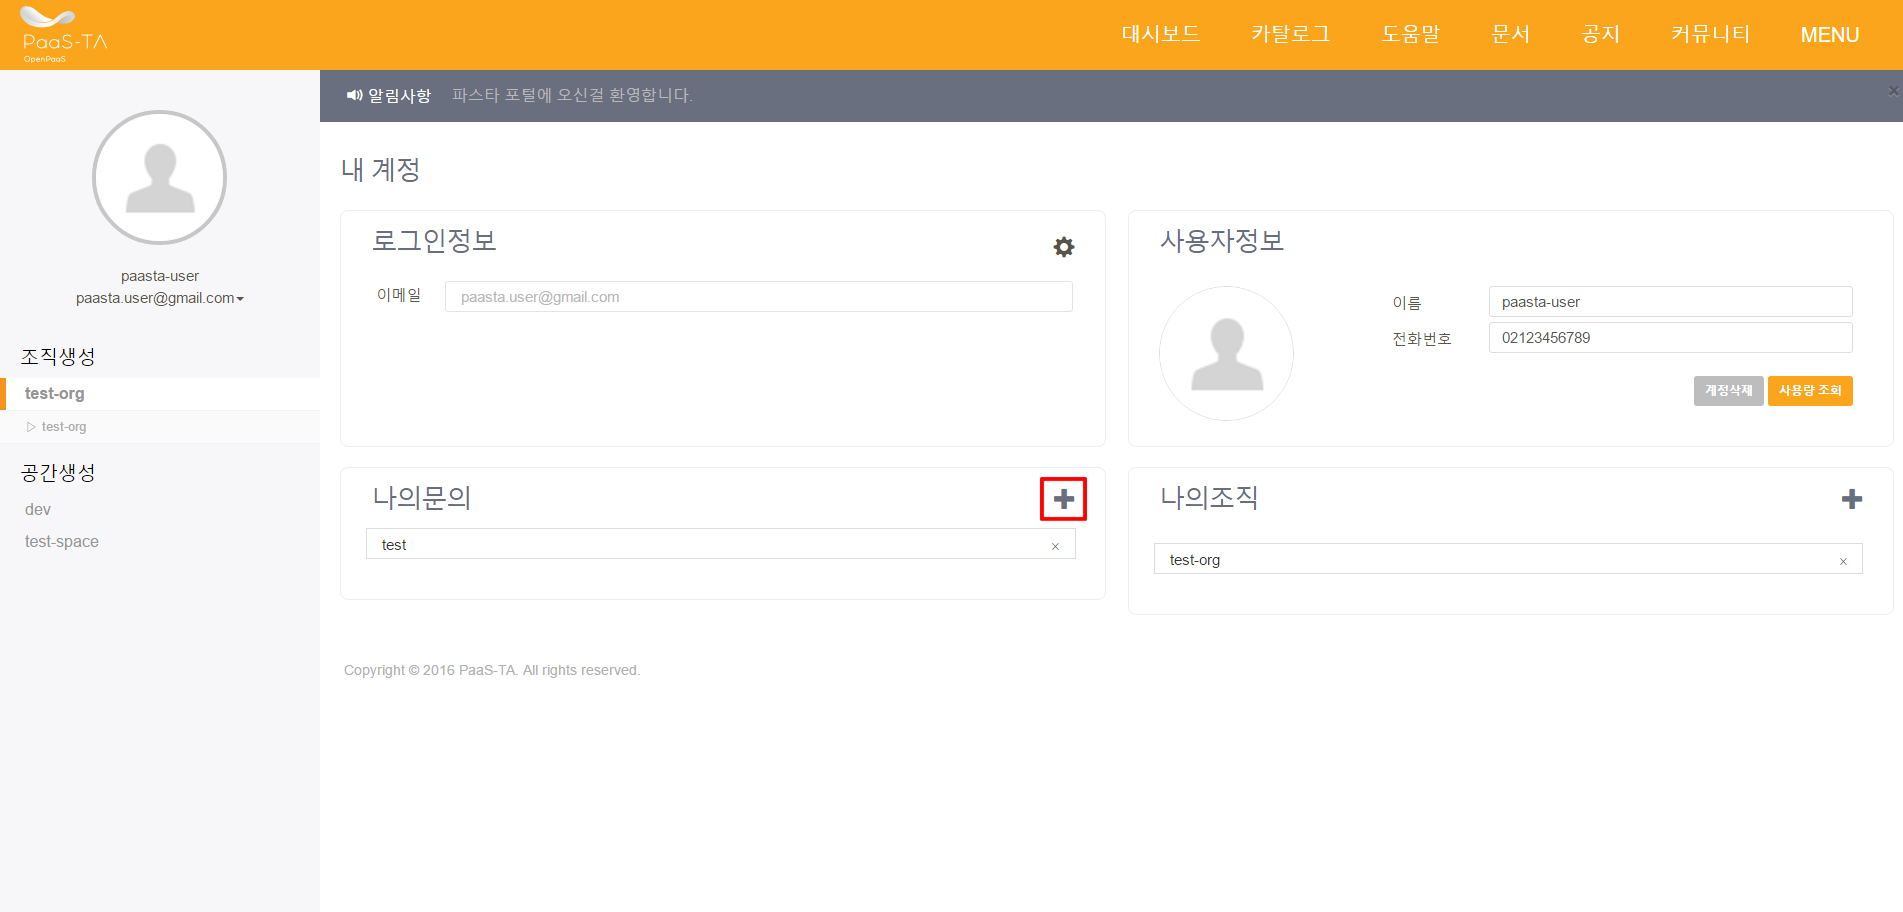 PaaS-TA
OpenPaaS
대시보드 카탈로그 도움말 문서 공지 커뮤니티 MENU
알림사항 파스타 포털에 오신걸 환영합니다.
paasta-user
paasta.user@gmail.com
조직생성
test-org
test-org
공간생성
dev
test-space
내 계정
로그인정보
이메일 paasta.user@gmail.com
사용자정보
이름 paasta-user
전화번호 02123456789
계정삭제 사용량 조회
나의문의
test
나의조직
test-org
Copyright © 2016 PaaS-TA. All rights reserved.